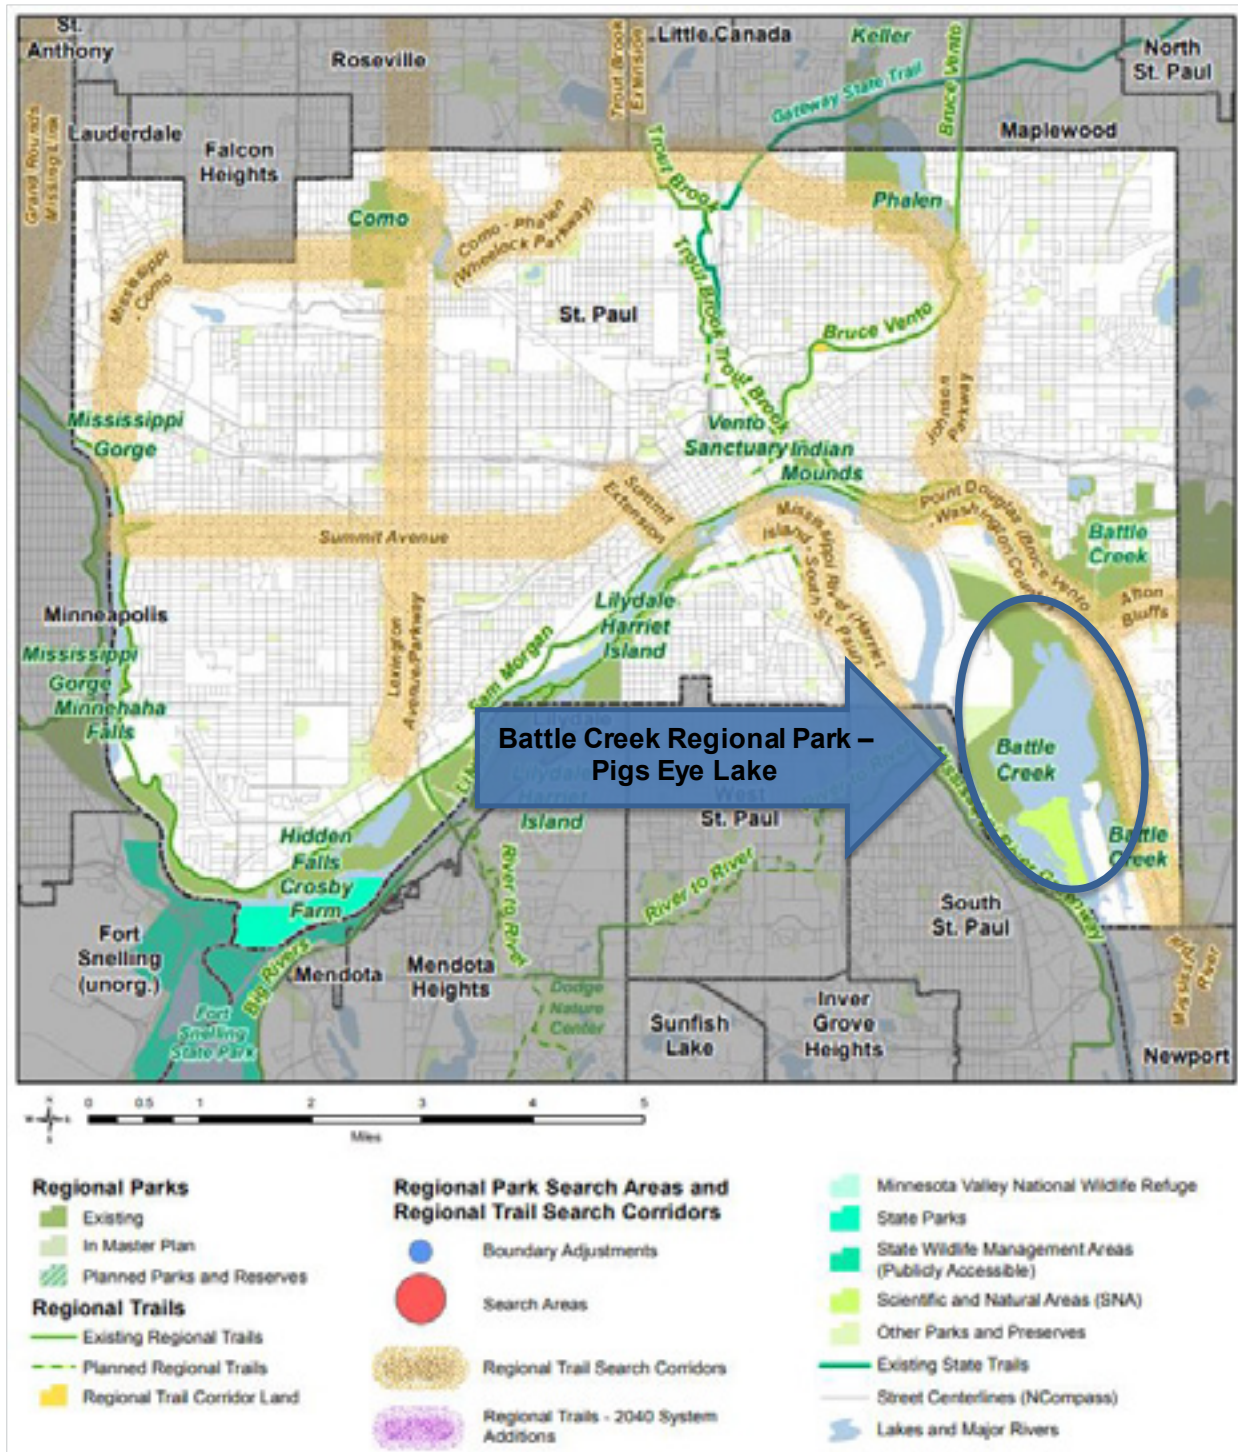 St.
Anthony
Roseville
Trout Brook
Extension
Little Canada
Keller
Gateway State Trail
Bruce Vento
North
St. Paul
Grand Rounds
Missing Link
Lauderdale
Falcon
Heights
Maplewood
Como
Trout Brook
Phalen
Como - Phalen
(Wheelock Parkway)
Mississippi
- Como
St. Paul
Trout Brook
Trout Brook
Bruce Vento
Johnson
Parkway
Mississippi
Gorge
Vento
Sanctuary
Indian
Mounds
Summit
Extension
Summit Avenue
Mississippi River (Harriet
Island - South St. Paul)
Point Douglas (Bruce Vento
- Washington County)
Battle
Creek
Afton
Bluffs
Minneapolis
Lilydale
Harriet
Island
Mississippi
Gorge
Minnehaha
Falls
Lexington
Avenue/Parkway
Sam Morgan
Lilydale
Battle Creek Regional Park –
Pigs Eye Lake
Lilydale
Harriet
Island
West
St. Paul
Battle
Creek
Battle
Creek
Hidden
Falls
Crosby
Farm
River to River
River to River
Mississippi River Greenway
South
St. Paul
Fort
Snelling
(unorg.)
Big Rivers
Mendota
Mendota
Heights
Dodge
Nature
Center
Fort
Snelling
State Park
Sunfish
Lake
Inver
Grove
Heights
Mississippi
River
Newport
0 0.5 1 2 3 4 5
Miles
Regional Parks
Existing
In Master Plan
Planned Parks and Reserves
Regional Trails
Existing Regional Trails
Planned Regional Trails
Regional Trail Corridor Land
Regional Park Search Areas and
Regional Trail Search Corridors
Boundary Adjustments
Search Areas
Regional Trail Search Corridors
Regional Trails - 2040 System
Additions
Minnesota Valley National Wildlife Refuge
State Parks
State Wildlife Management Areas
(Publicly Accessible)
Scientific and Natural Areas (SNA)
Other Parks and Preserves
Existing State Trails
Street Centerlines (NCompass)
Lakes and Major Rivers